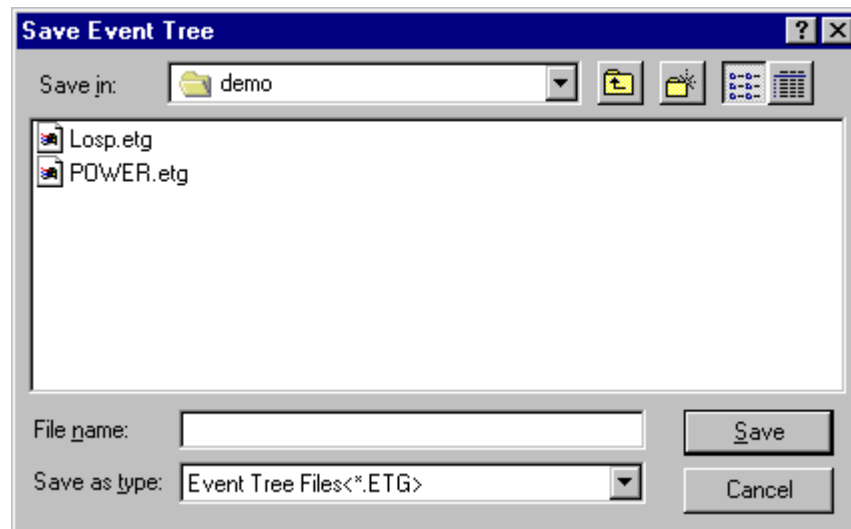 Save Event Tree
Save in: demo
Losp.etg
POWER.etg
File name: Save
Save as type: Event Tree Files<*.ETG> Cancel